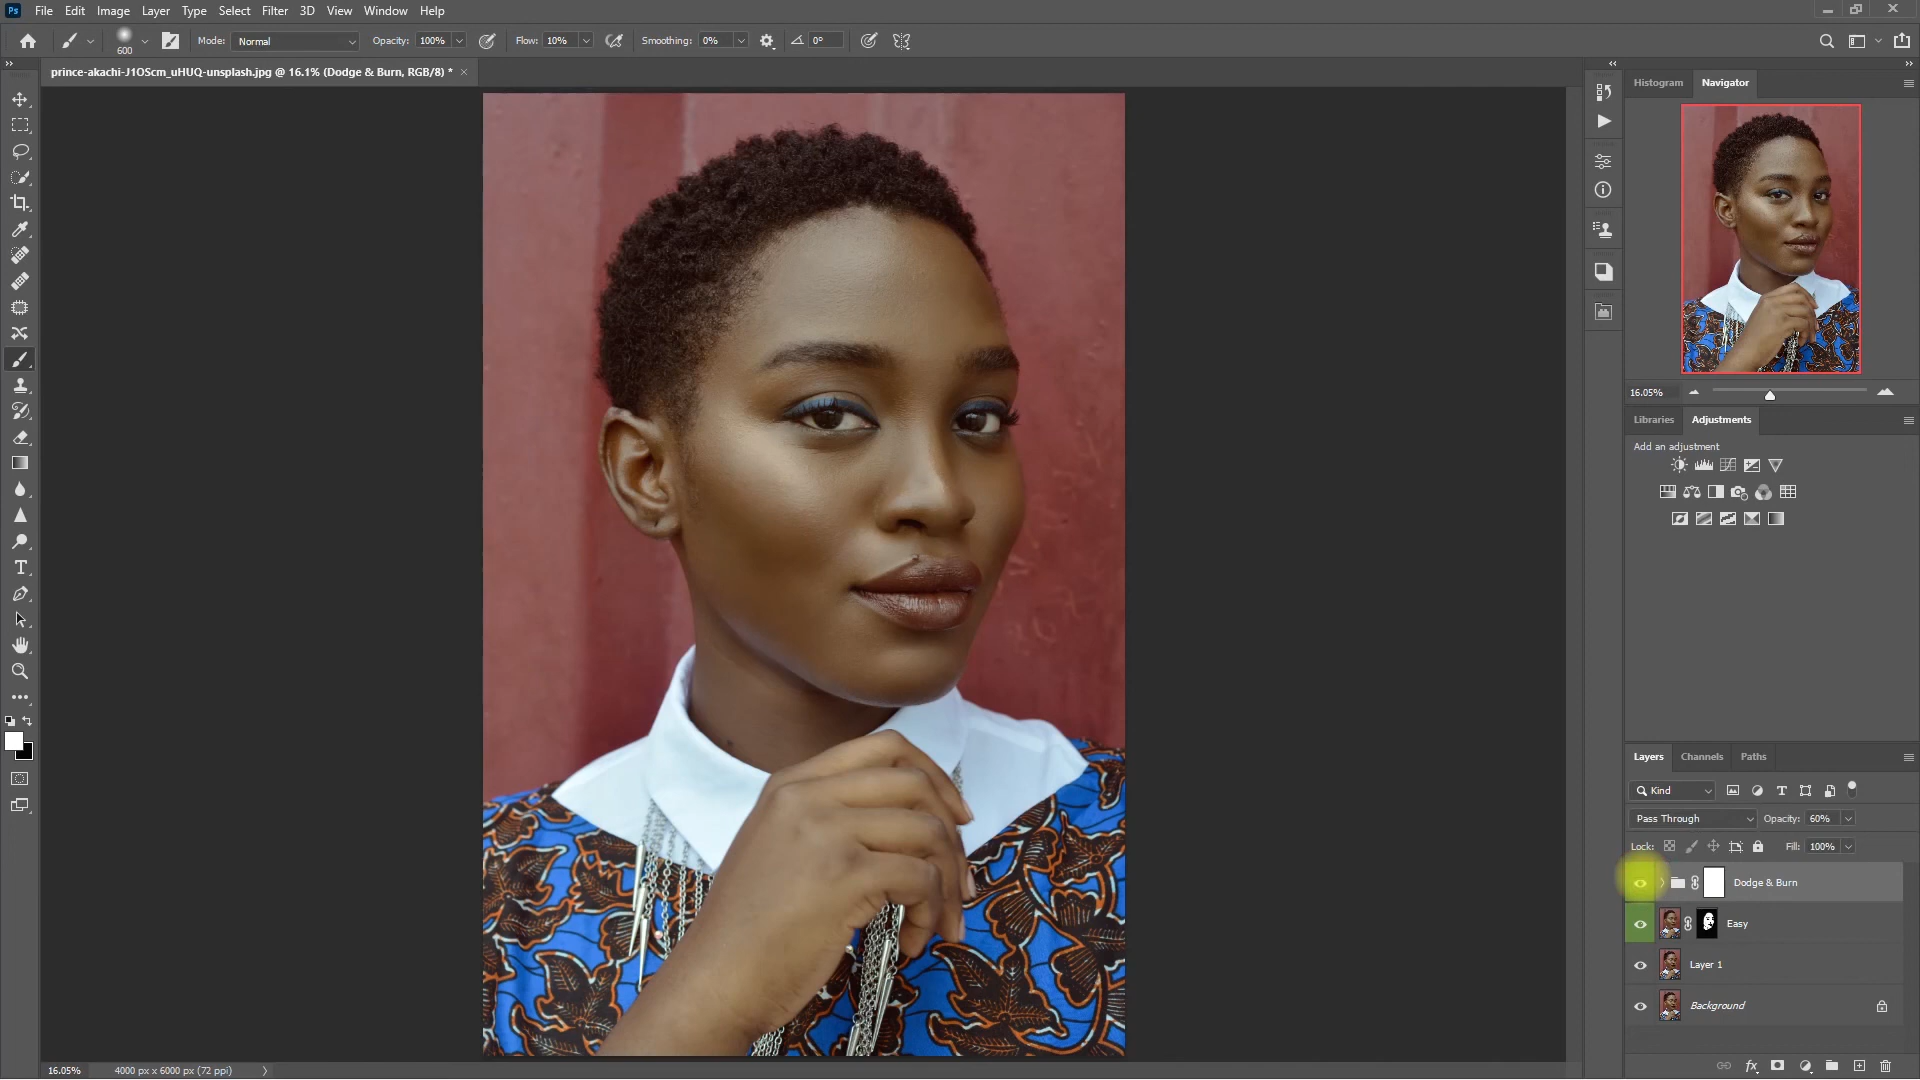 Ps File Edit Image Layer Type Select Filter 3D View Window Help
600 Mode: Normal Opacity: 100% Flow: 10% Smoothing: 0% 0°
prince-akachi-J1OScm_uHUQ-unsplash.jpg @ 16.1% (Dodge & Burn, RGB/8) *
Histogram Navigator
16.05%
Libraries Adjustments
Add an adjustment
Layers Channels Paths
Kind
Pass Through Opacity: 60%
Lock: Fill: 100%
Dodge & Burn
Easy
Layer 1
Background
16.05% 4000 px x 6000 px (72 ppi)